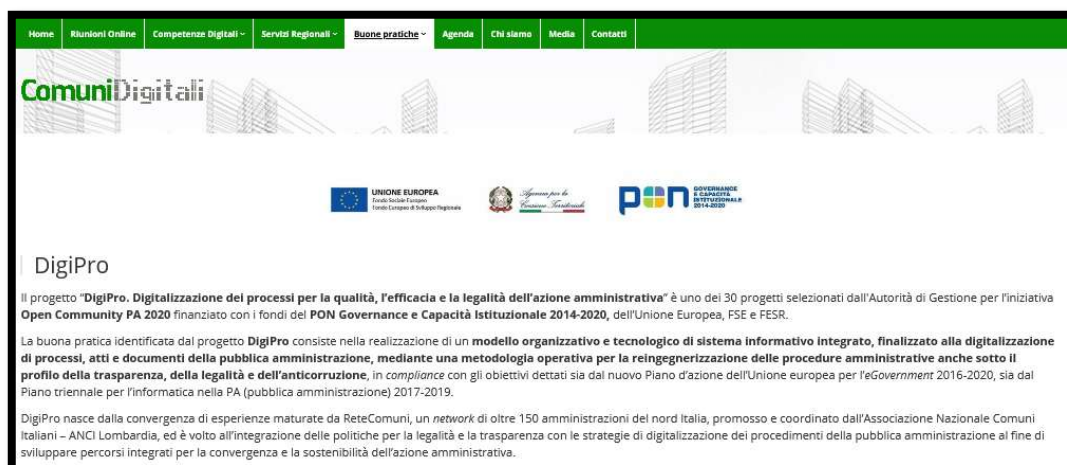 Home Riunioni Online Competenze Digitali Servizi Regionali Buone pratiche Agenda Chi siamo Media Contatti
ComuniDigitali
UNIONE EUROPEA
Fondo Sociale Europeo
Fondo Europeo di Sviluppo Regionale
Agenzia per la
Coesione Territoriale
pon GOVERNANCE
E CAPACITÀ
ISTITUZIONALE
2014-2020
DigiPro
Il progetto "DigiPro. Digitalizzazione dei processi per la qualità, l'efficacia e la legalità dell'azione amministrativa" è uno dei 30 progetti selezionati dall'Autorità di Gestione per l'iniziativa
Open Community PA 2020 finanziato con i fondi del PON Governance e Capacità Istituzionale 2014-2020, dell'Unione Europea, FSE e FESR.
La buona pratica identificata dal progetto DigiPro consiste nella realizzazione di un modello organizzativo e tecnologico di sistema informativo integrato, finalizzato alla digitalizzazione
di processi, atti e documenti della pubblica amministrazione, mediante una metodologia operativa per la reingegnerizzazione delle procedure amministrative anche sotto il
profilo della trasparenza, della legalità e dell'anticorruzione, in compliance con gli obiettivi dettati sia dal nuovo Piano d'azione dell'Unione europea per l'eGovernment 2016-2020, sia dal
Piano triennale per l'informatica nella PA (pubblica amministrazione) 2017-2019.
DigiPro nasce dalla convergenza di esperienze maturate da ReteComuni, un network di oltre 150 amministrazioni del nord Italia, promosso e coordinato dall'Associazione Nazionale Comuni
Italiani – ANCI Lombardia, ed è volto all'integrazione delle politiche per la legalità e la trasparenza con le strategie di digitalizzazione dei procedimenti della pubblica amministrazione al fine di
sviluppare percorsi integrati per la convergenza e la sostenibilità dell'azione amministrativa.